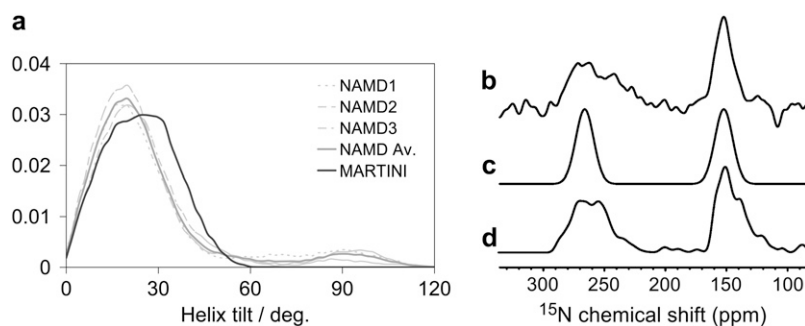 a
0.04
0.03
0.02
0.01
0
0
30
60
90
120
Helix tilt / deg.
NAMD1
NAMD2
NAMD3
NAMD Av.
MARTINI
b
c
d
300
250
200
150
100
¹⁵N chemical shift (ppm)